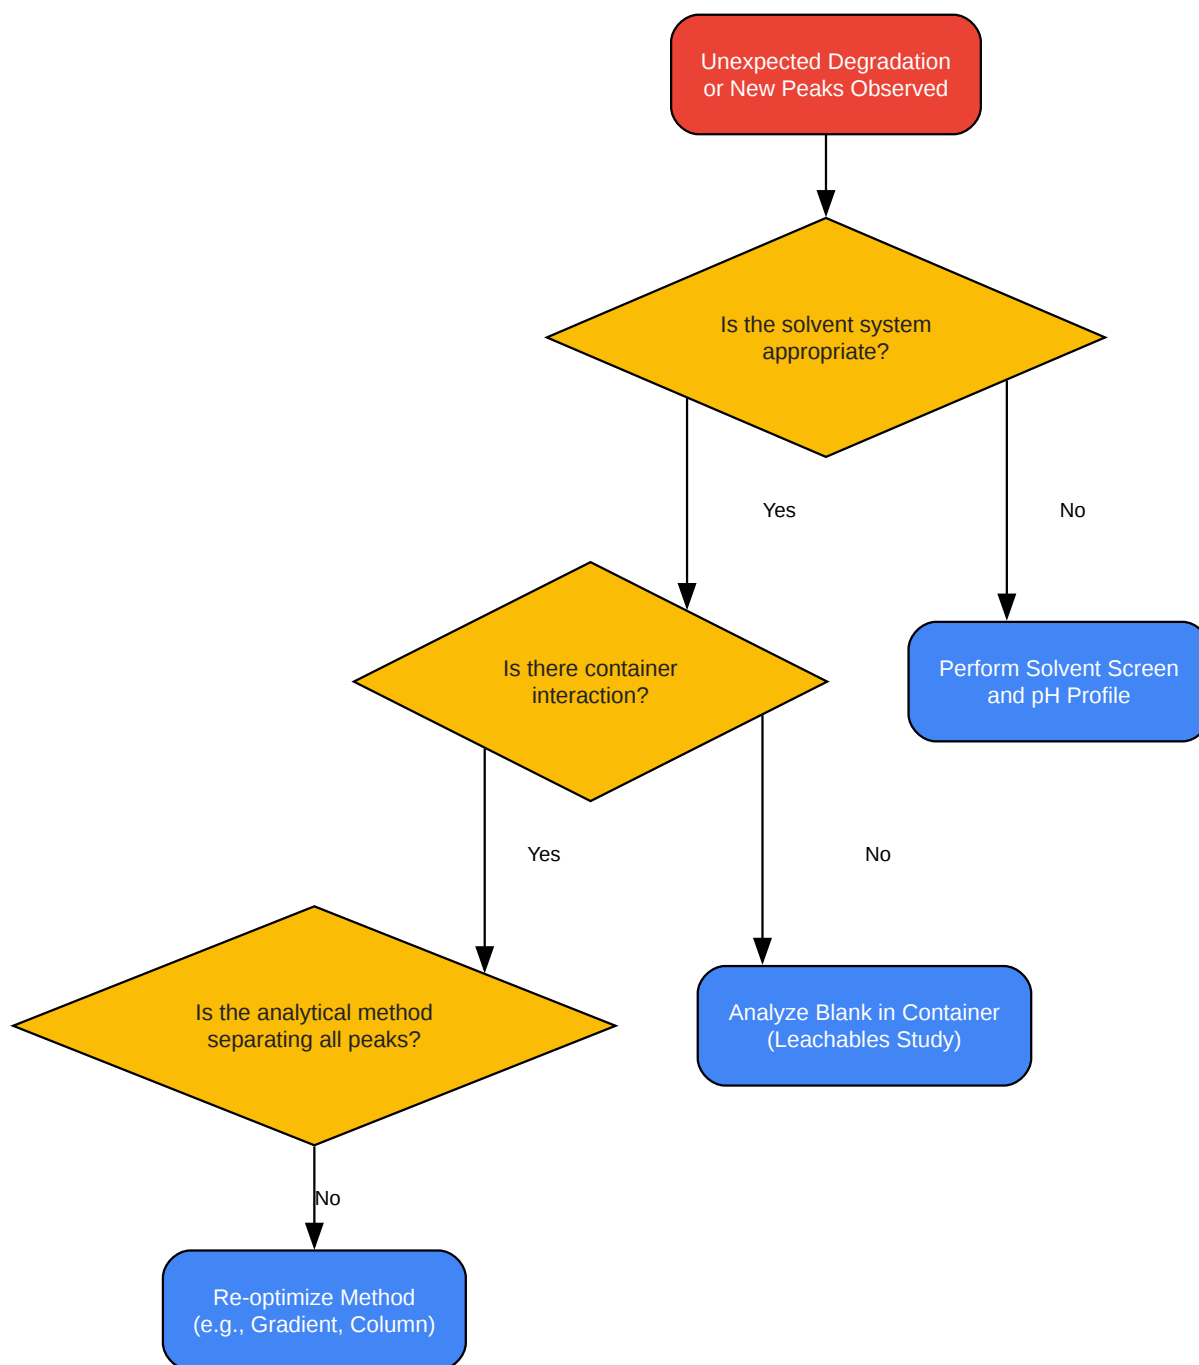 Unexpected Degradation
or New Peaks Observed
Is the solvent system
appropriate?
Yes
No
Is there container
interaction?
Perform Solvent Screen
and pH Profile
Yes
No
Is the analytical method
separating all peaks?
Analyze Blank in Container
(Leachables Study)
No
Re-optimize Method
(e.g., Gradient, Column)